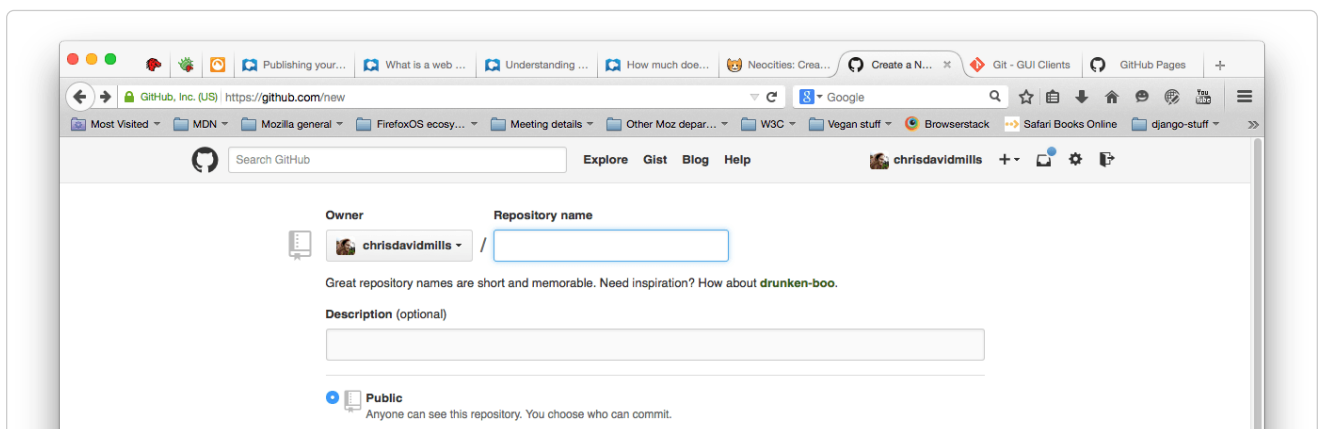 Publishing your...
What is a web ...
Understanding ...
How much doe...
Neocities: Crea...
Create a N...
Git - GUI Clients
GitHub Pages
GitHub, Inc. (US) https://github.com/new
Google
Most Visited
MDN
Mozilla general
FirefoxOS ecosy...
Meeting details
Other Moz depar...
W3C
Vegan stuff
Browserstack
Safari Books Online
django-stuff
Search GitHub
Explore Gist Blog Help
chrisdavidmills
Owner
Repository name
chrisdavidmills /
Great repository names are short and memorable. Need inspiration? How about drunken-boo.
Description (optional)
Public
Anyone can see this repository. You choose who can commit.